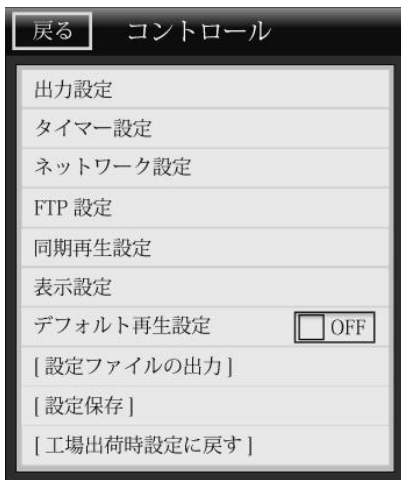 戻る コントロール
出力設定
タイマー設定
ネットワーク設定
FTP 設定
同期再生設定
表示設定
デフォルト再生設定 OFF
[ 設定ファイルの出力 ]
[ 設定保存 ]
[ 工場出荷時設定に戻す ]